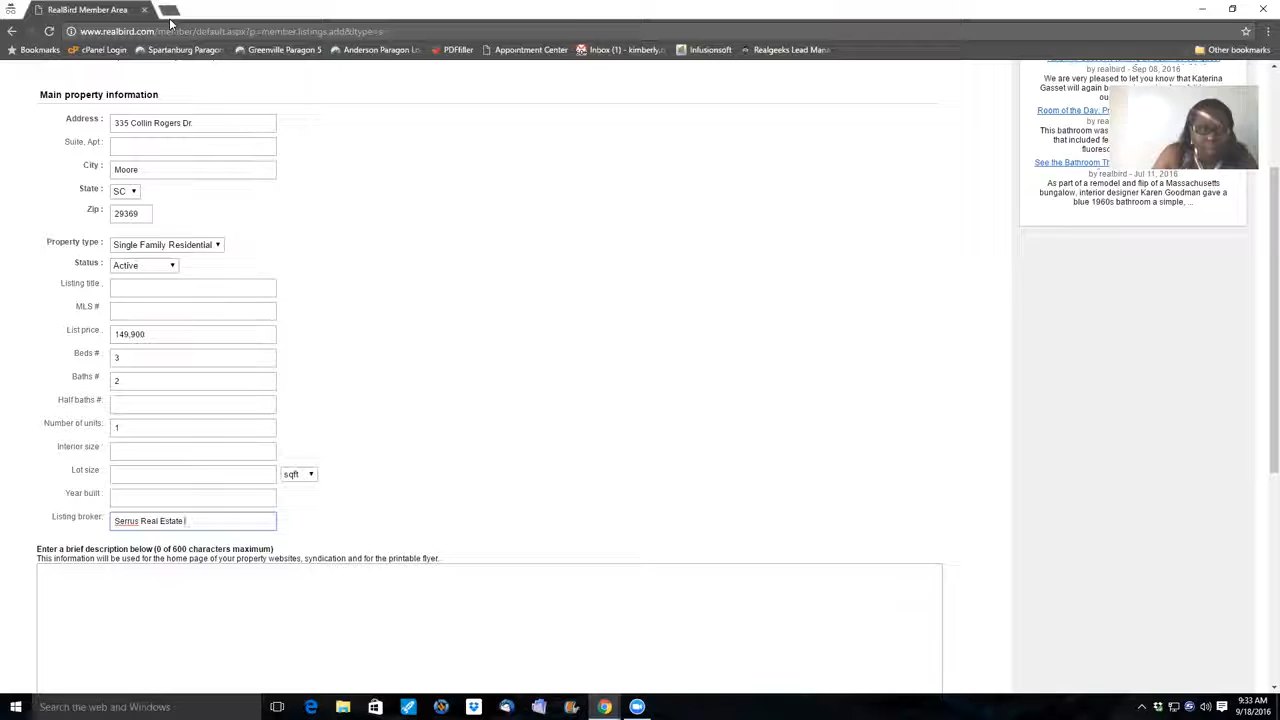 RealBird Member Area
www.realbird.com/member/default.aspx?p=member.listings.add&dtype=s
Bookmarks cPanel Login Spartanburg Paragon Greenville Paragon 5 Anderson Paragon Lo PDFfiller Appointment Center Inbox (1) - kimberly. Infusionsoft Realgeeks Lead Mana Other bookmarks
by realbird - Sep 08, 2016
We are very pleased to let you know that Katerina
Gasset will again be
Room of the Day: Pr
by rea
This bathroom was
that included fe
fluoresc
See the Bathroom Th
by realbird - Jul 11, 2016
As part of a remodel and flip of a Massachusetts
bungalow, interior designer Karen Goodman gave a
blue 1960s bathroom a simple, ...
Main property information
Address : 335 Collin Rogers Dr.
Suite, Apt :
City : Moore
State : SC
Zip : 29369
Property type : Single Family Residential
Status : Active
Listing title :
MLS #
List price : 149,900
Beds # : 3
Baths # : 2
Half baths #:
Number of units: 1
Interior size :
Lot size : sqft
Year built :
Listing broker: Serrus Real Estate
Enter a brief description below (0 of 600 characters maximum)
This information will be used for the home page of your property websites, syndication and for the printable flyer.
Search the web and Windows
9:33 AM
9/18/2016